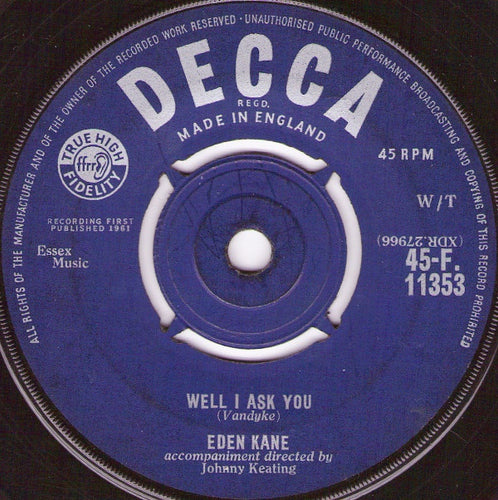 ALL RIGHTS OF THE MANUFACTURER AND OF THE OWNER OF THE RECORDED WORK RESERVED · UNAUTHORISED PUBLIC PERFORMANCE BROADCASTING AND COPYING OF THIS RECORD PROHIBITED
DECCA
REGD.
MADE IN ENGLAND
TRUE HIGH
ffrr
FIDELITY
45 RPM
W/T
RECORDING FIRST
PUBLISHED 1961
Essex
Music
(XDR.27966)
45-F.
11353
WELL I ASK YOU
(Vandyke)
EDEN KANE
accompaniment directed by
Johnny Keating